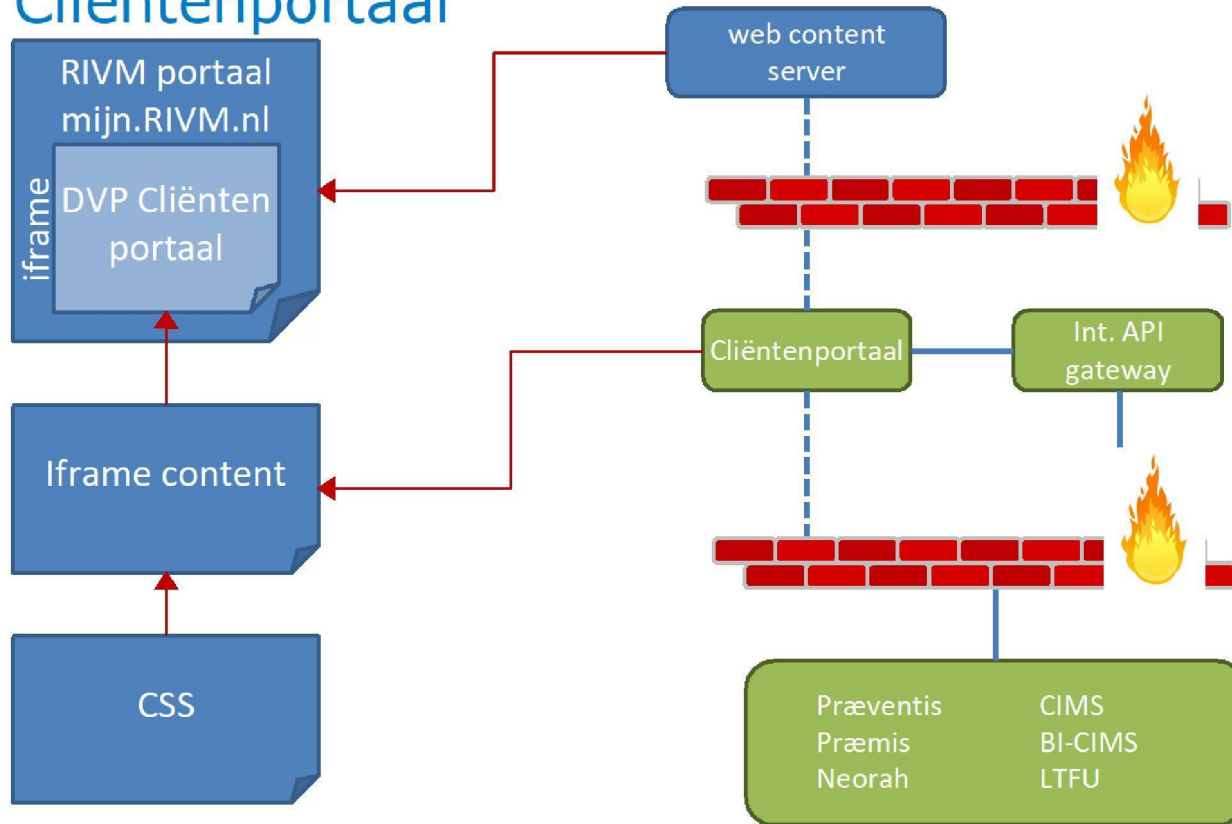 Cliëntenportaal
RIVM portaal
mijn.RIVM.nl
iframe
DVP Cliënten
portaal
Iframe content
CSS
web content
server
Cliëntenportaal
Int. API
gateway
Præventis
Præmis
Neorah
CIMS
BI-CIMS
LTFU